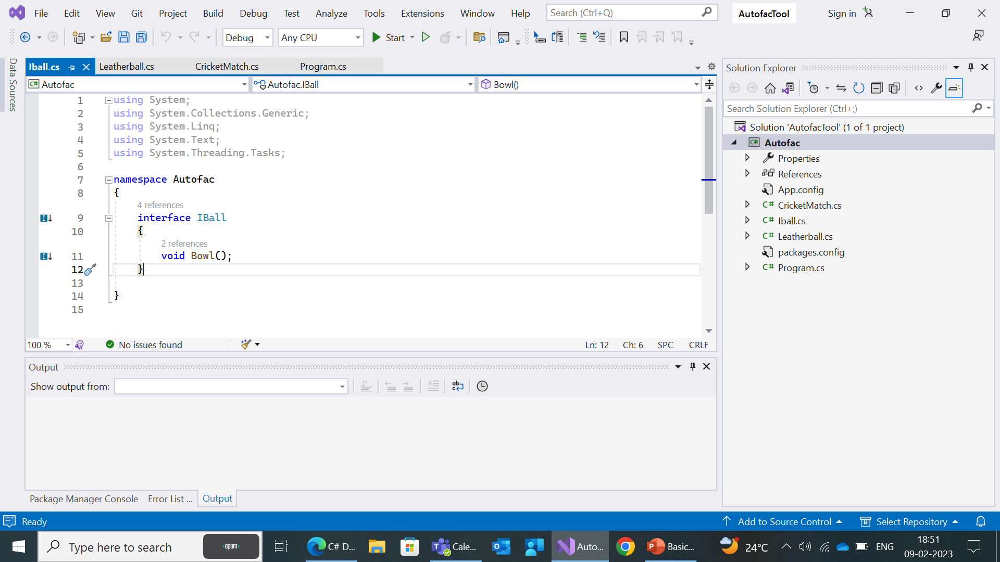 File Edit View Git Project Build Debug Test Analyze Tools Extensions Window Help Search (Ctrl+Q) AutofacTool Sign in
Debug Any CPU Start
Data Sources
Iball.cs Leatherball.cs CricketMatch.cs Program.cs
C# Autofac Autofac.IBall Bowl()
1 using System;
2 using System.Collections.Generic;
3 using System.Linq;
4 using System.Text;
5 using System.Threading.Tasks;
6
7 namespace Autofac
8 {
4 references
9 interface IBall
10 {
2 references
11 void Bowl();
12 }
13
14 }
15
100 % No issues found Ln: 12 Ch: 6 SPC CRLF
Output
Show output from:
Package Manager Console Error List ... Output
Solution Explorer
Search Solution Explorer (Ctrl+;)
Solution 'AutofacTool' (1 of 1 project)
C# Autofac
Properties
References
App.config
C# CricketMatch.cs
C# Iball.cs
C# Leatherball.cs
packages.config
C# Program.cs
Ready Add to Source Control Select Repository
Type here to search <epam> C# D... Cale... Auto... Basic... 24°C ENG 18:51
09-02-2023